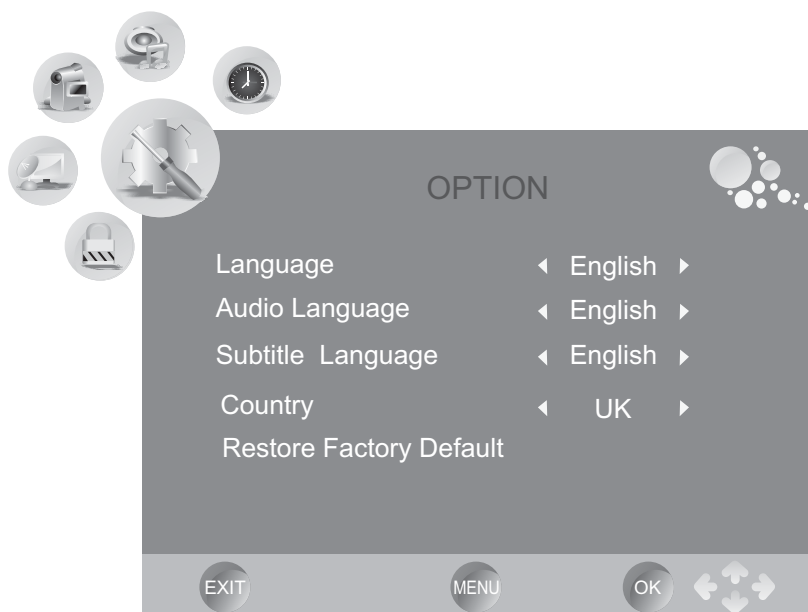 OPTION
Language English
Audio Language English
Subtitle Language English
Country UK
Restore Factory Default
EXIT MENU OK